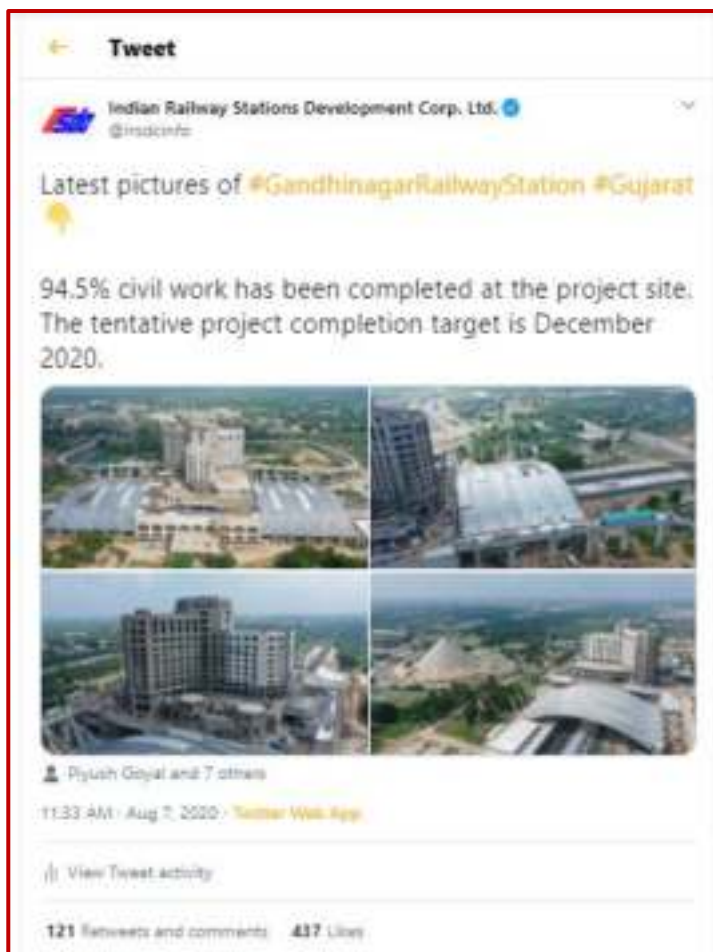 Tweet
Indian Railway Stations Development Corp. Ltd.
@irsdcinfo
Latest pictures of #GandhinagarRailwayStation #Gujarat
94.5% civil work has been completed at the project site.
The tentative project completion target is December
2020.
Piyush Goyal and 7 others
11:33 AM · Aug 7, 2020 · Twitter Web App
View Tweet activity
121 Retweets and comments 437 Likes